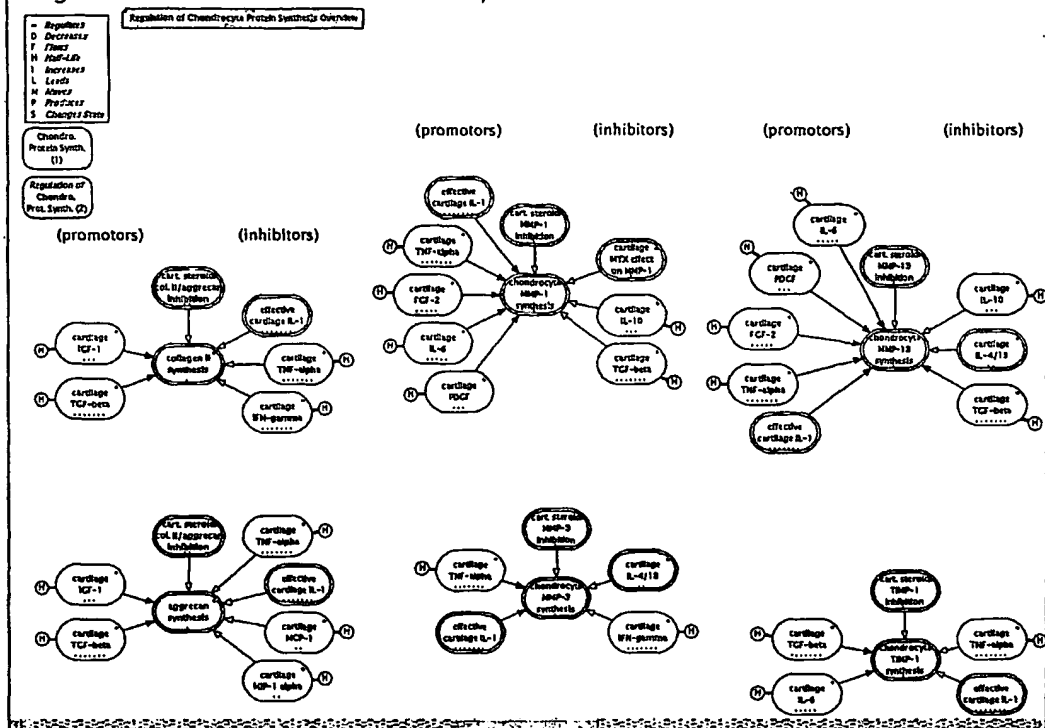 Regulation of Chondrocyte Protein Synthesis Overview
Regulates
D Decreases
F Flows
H Half-Life
I Increases
L Leads
M Moves
P Produces
S Changes State
Chondro.
Protein Synth.
(1)
Regulation of
Chondro.
Prot. Synth. (2)
(promotors) (inhibitors)
cart. steroid
col. II/aggrecan
inhibition
effective
cartilage IL-1
H cartilage
IGF-1
collagen II
synthesis
cartilage
TNF-alpha H
H cartilage
TGF-beta
cartilage
IFN-gamma H
(promotors) (inhibitors)
effective
cartilage IL-1
cart. steroid
MMP-1
inhibition
H cartilage
TNF-alpha
cartilage
MTX effect
on MMP-1
H cartilage
FGF-2
chondrocyte
MMP-1
synthesis
cartilage
IL-10
H
H cartilage
IL-6
cartilage
TGF-beta
H
H cartilage
PDGF
(promotors) (inhibitors)
H
cartilage
IL-6
H
cartilage
PDGF
cart. steroid
MMP-13
inhibition
cartilage
IL-10 H
H cartilage
FGF-2
chondrocyte
MMP-13
synthesis
cartilage
IL-4/13
H cartilage
TNF-alpha
cartilage
TGF-beta
H
effective
cartilage IL-1
cart. steroid
col. II/aggrecan
inhibition
cartilage
TNF-alpha H
H cartilage
IGF-1
effective
cartilage IL-1
aggrecan
synthesis
H cartilage
TGF-beta
cartilage
MCP-1 H
cartilage
MIP-1 alpha H
cart. steroid
MMP-3
inhibition
H cartilage
TNF-alpha
cartilage
IL-4/13
chondrocyte
MMP-3
synthesis
effective
cartilage IL-1
cartilage
IFN-gamma H
cart. steroid
TIMP-1
inhibition
H cartilage
TGF-beta
cartilage
TNF-alpha H
chondrocyte
TIMP-1
synthesis
H cartilage
IL-6
effective
cartilage IL-1